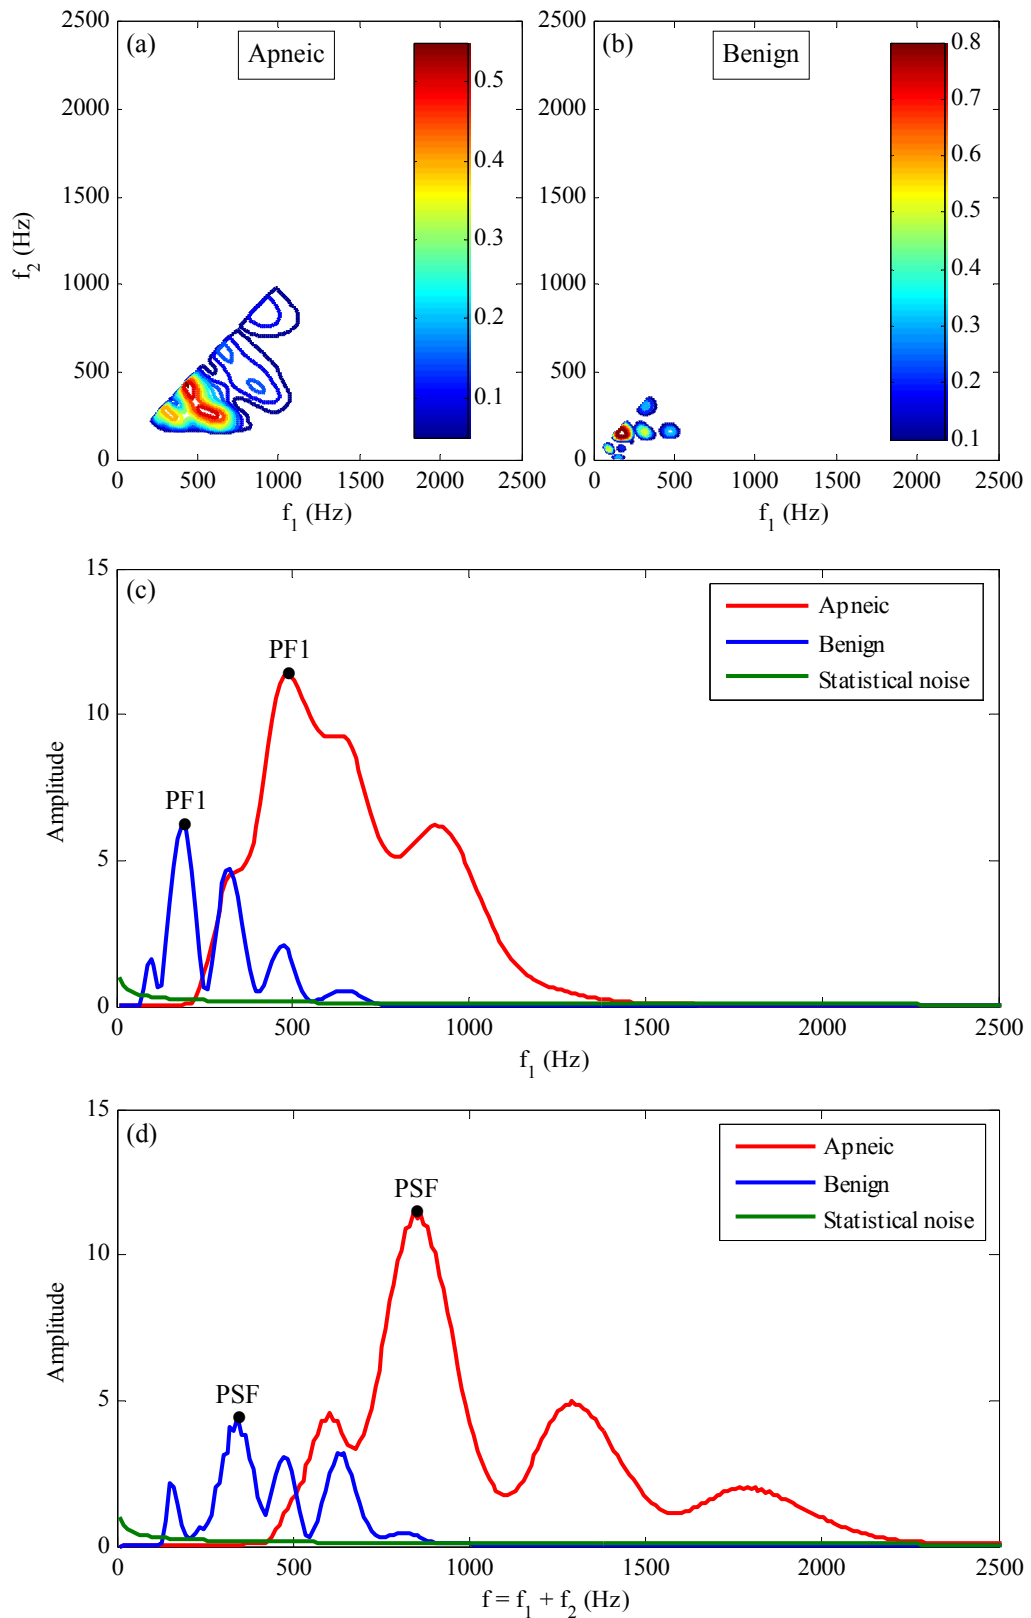 (a)
Apneic
2500
2000
1500
1000
500
0
f₂ (Hz)
0.5
0.4
0.3
0.2
0.1
0 500 1000 1500 2000 2500
f₁ (Hz)
(b)
Benign
2500
2000
1500
1000
500
0
0.8
0.7
0.6
0.5
0.4
0.3
0.2
0.1
0 500 1000 1500 2000 2500
f₁ (Hz)
(c)
15
10
5
0
Amplitude
PF1
PF1
Apneic
Benign
Statistical noise
0 500 1000 1500 2000 2500
f₁ (Hz)
(d)
15
10
5
0
Amplitude
PSF
PSF
Apneic
Benign
Statistical noise
0 500 1000 1500 2000 2500
f = f₁ + f₂ (Hz)